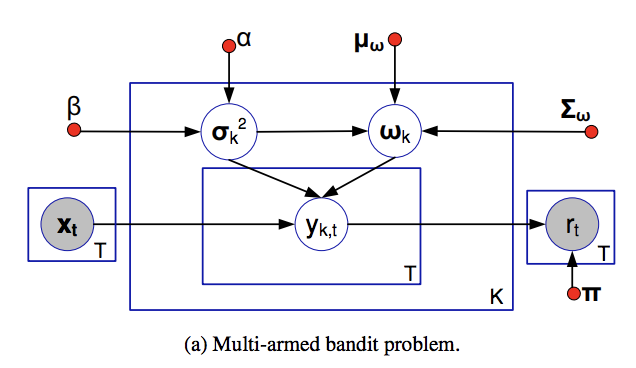 α
μω
β
σk²
ωk
Σω
xt
T
yk,t
T
K
rt
T
π
(a) Multi-armed bandit problem.